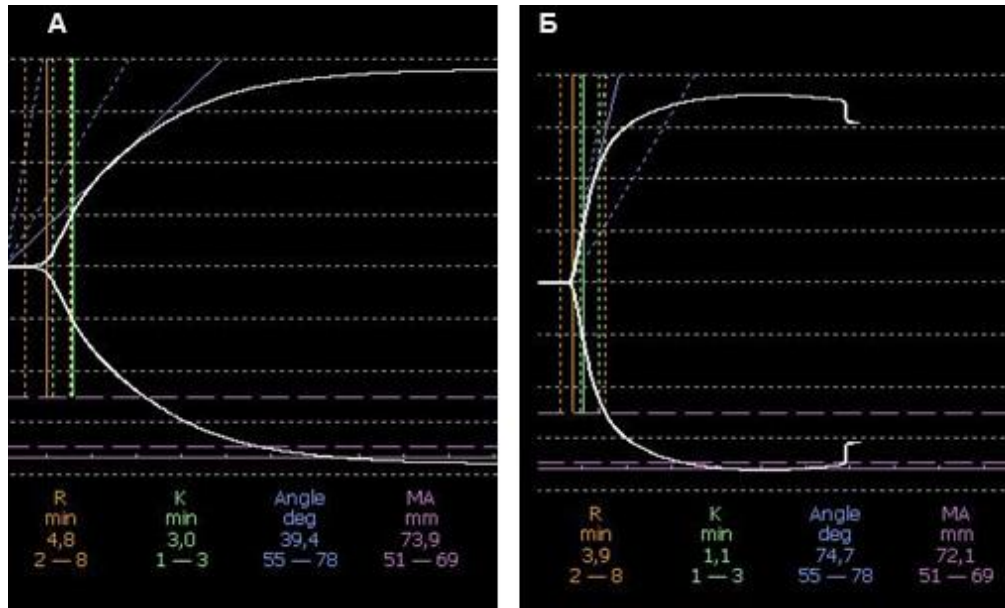 А
R K Angle MA
min min deg mm
4,8 3,0 39,4 73,9
2 — 8 1 — 3 55 — 78 51 — 69
Б
R K Angle MA
min min deg mm
3,9 1,1 74,7 72,1
2 — 8 1 — 3 55 — 78 51 — 69